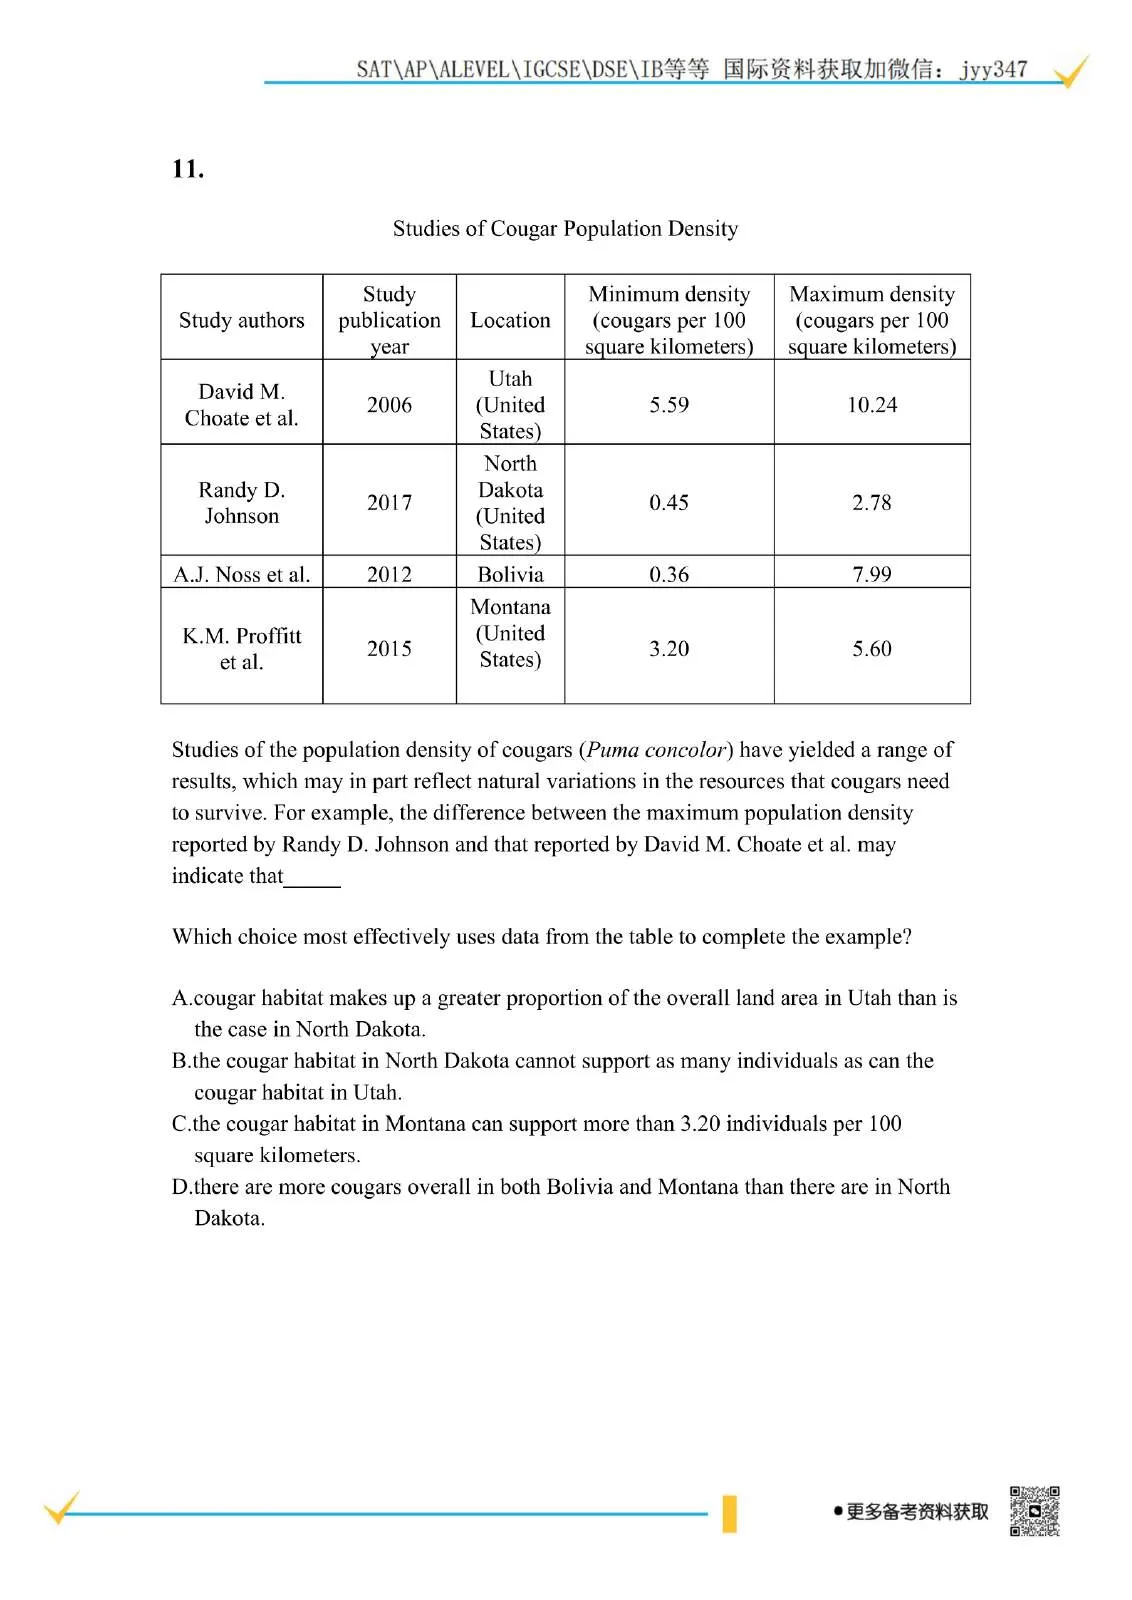 SAT\AP\ALEVEL\IGCSE\DSE\IB等等 国际资料获取加微信：jyy347
11.
Studies of Cougar Population Density
Study authors
Study
publication
year
Location
Minimum density
(cougars per 100
square kilometers)
Maximum density
(cougars per 100
square kilometers)
David M.
Choate et al.
2006
Utah
(United
States)
5.59
10.24
Randy D.
Johnson
2017
North
Dakota
(United
States)
0.45
2.78
A.J. Noss et al.
2012
Bolivia
0.36
7.99
K.M. Proffitt
et al.
2015
Montana
(United
States)
3.20
5.60
Studies of the population density of cougars (Puma concolor) have yielded a range of
results, which may in part reflect natural variations in the resources that cougars need
to survive. For example, the difference between the maximum population density
reported by Randy D. Johnson and that reported by David M. Choate et al. may
indicate that_____
Which choice most effectively uses data from the table to complete the example?
A.cougar habitat makes up a greater proportion of the overall land area in Utah than is
the case in North Dakota.
B.the cougar habitat in North Dakota cannot support as many individuals as can the
cougar habitat in Utah.
C.the cougar habitat in Montana can support more than 3.20 individuals per 100
square kilometers.
D.there are more cougars overall in both Bolivia and Montana than there are in North
Dakota.
•更多备考资料获取